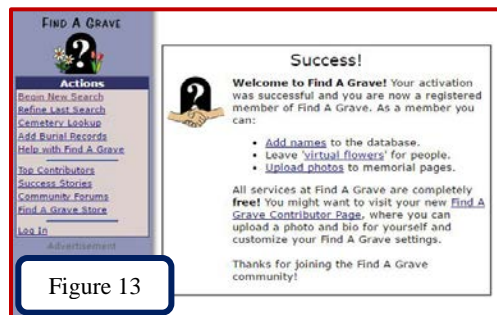 FIND A GRAVE
Actions
Begin New Search
Refine Last Search
Cemetery Lookup
Add Burial Records
Help with Find A Grave
Top Contributors
Success Stories
Community Forums
Find A Grave Store
Log In
Advertisement
Figure 13
Success!
Welcome to Find A Grave! Your activation
was successful and you are now a registered
member of Find A Grave. As a member you
can:
• Add names to the database.
• Leave 'virtual flowers' for people.
• Upload photos to memorial pages.
All services at Find A Grave are completely
free! You might want to visit your new Find
A Grave Contributor Page, where you can
upload a photo and bio for yourself and
customize your Find A Grave settings.
Thanks for joining the Find A Grave
community!